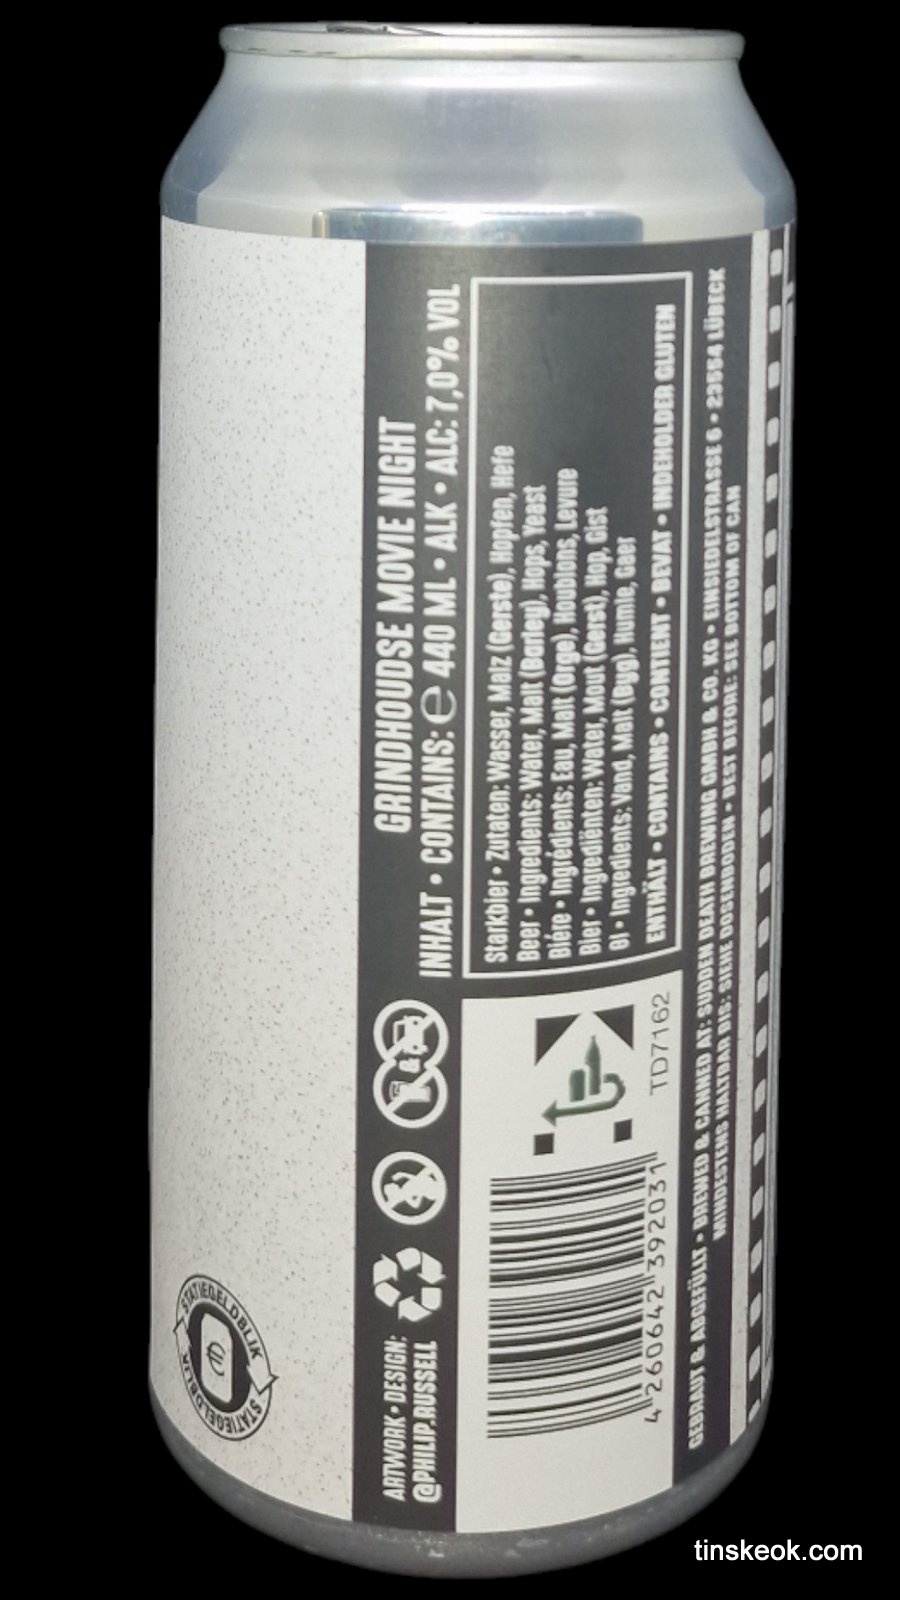 GRINDHOUDSE MOVIE NIGHT
INHALT • CONTAINS: ℮ 440 ML • ALK • ALC: 7,0% VOL
Starkbier • Zutaten: Wasser, Malz (Gerste), Hopfen, Hefe
Beer • Ingredients: Water, Malt (Barley), Hops, Yeast
Biére • Ingrédients: Eau, Malt (Orge), Houblons, Levure
Bier • Ingrediënten: Water, Mout (Gerst), Hop, Gist
Øl • Ingredients: Vand, Malt (Byg), Humle, Gær
ENTHÄLT • CONTAINS • CONTIENT • BEVAT • INDEHOLDER GLUTEN
GEBRAUT & ABGEFÜLLT • BREWED & CANNED AT: SUDDEN DEATH BREWING GMBH & CO. KG • EINSIEDELSTRASSE 6 • 23554 LÜBECK
MINDESTENS HALTBAR BIS: SIEHE DOSENBODEN • BEST BEFORE: SEE BOTTOM OF CAN
TD7162
4 260642 392031
ARTWORK • DESIGN:
@PHILIP.RUSSELL
STATIEGELDBLIK
STATIEGELDBLIK
tinskeok.com